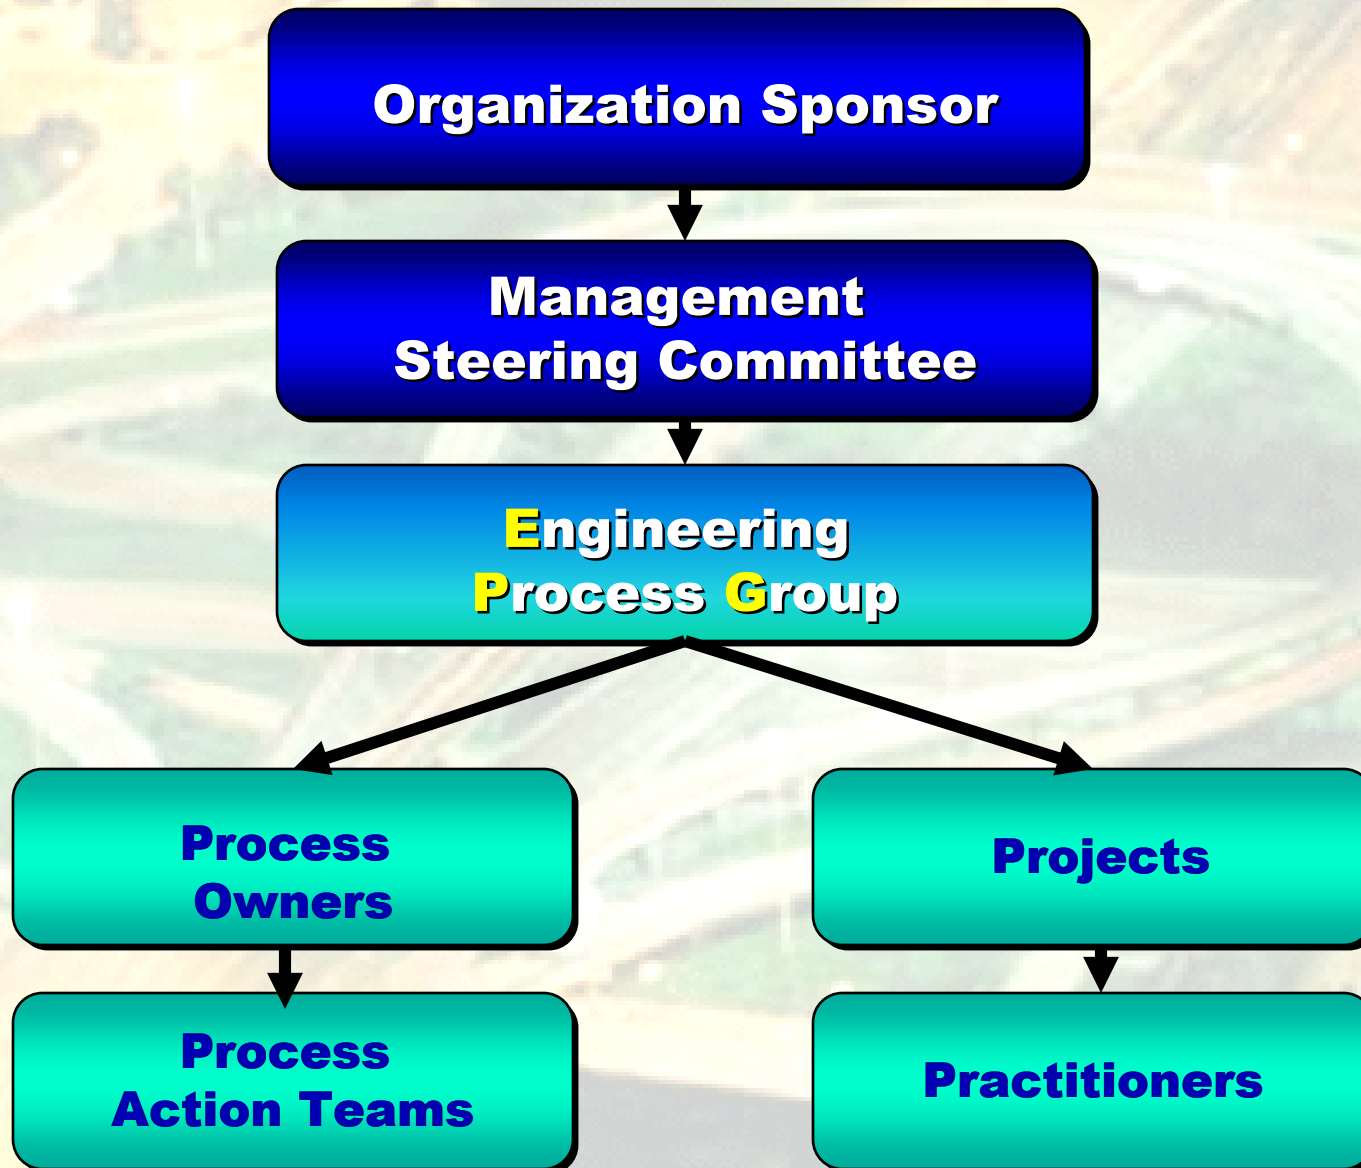 Organization Sponsor
Management
Steering Committee
Engineering
Process Group
Process
Owners
Projects
Process
Action Teams
Practitioners